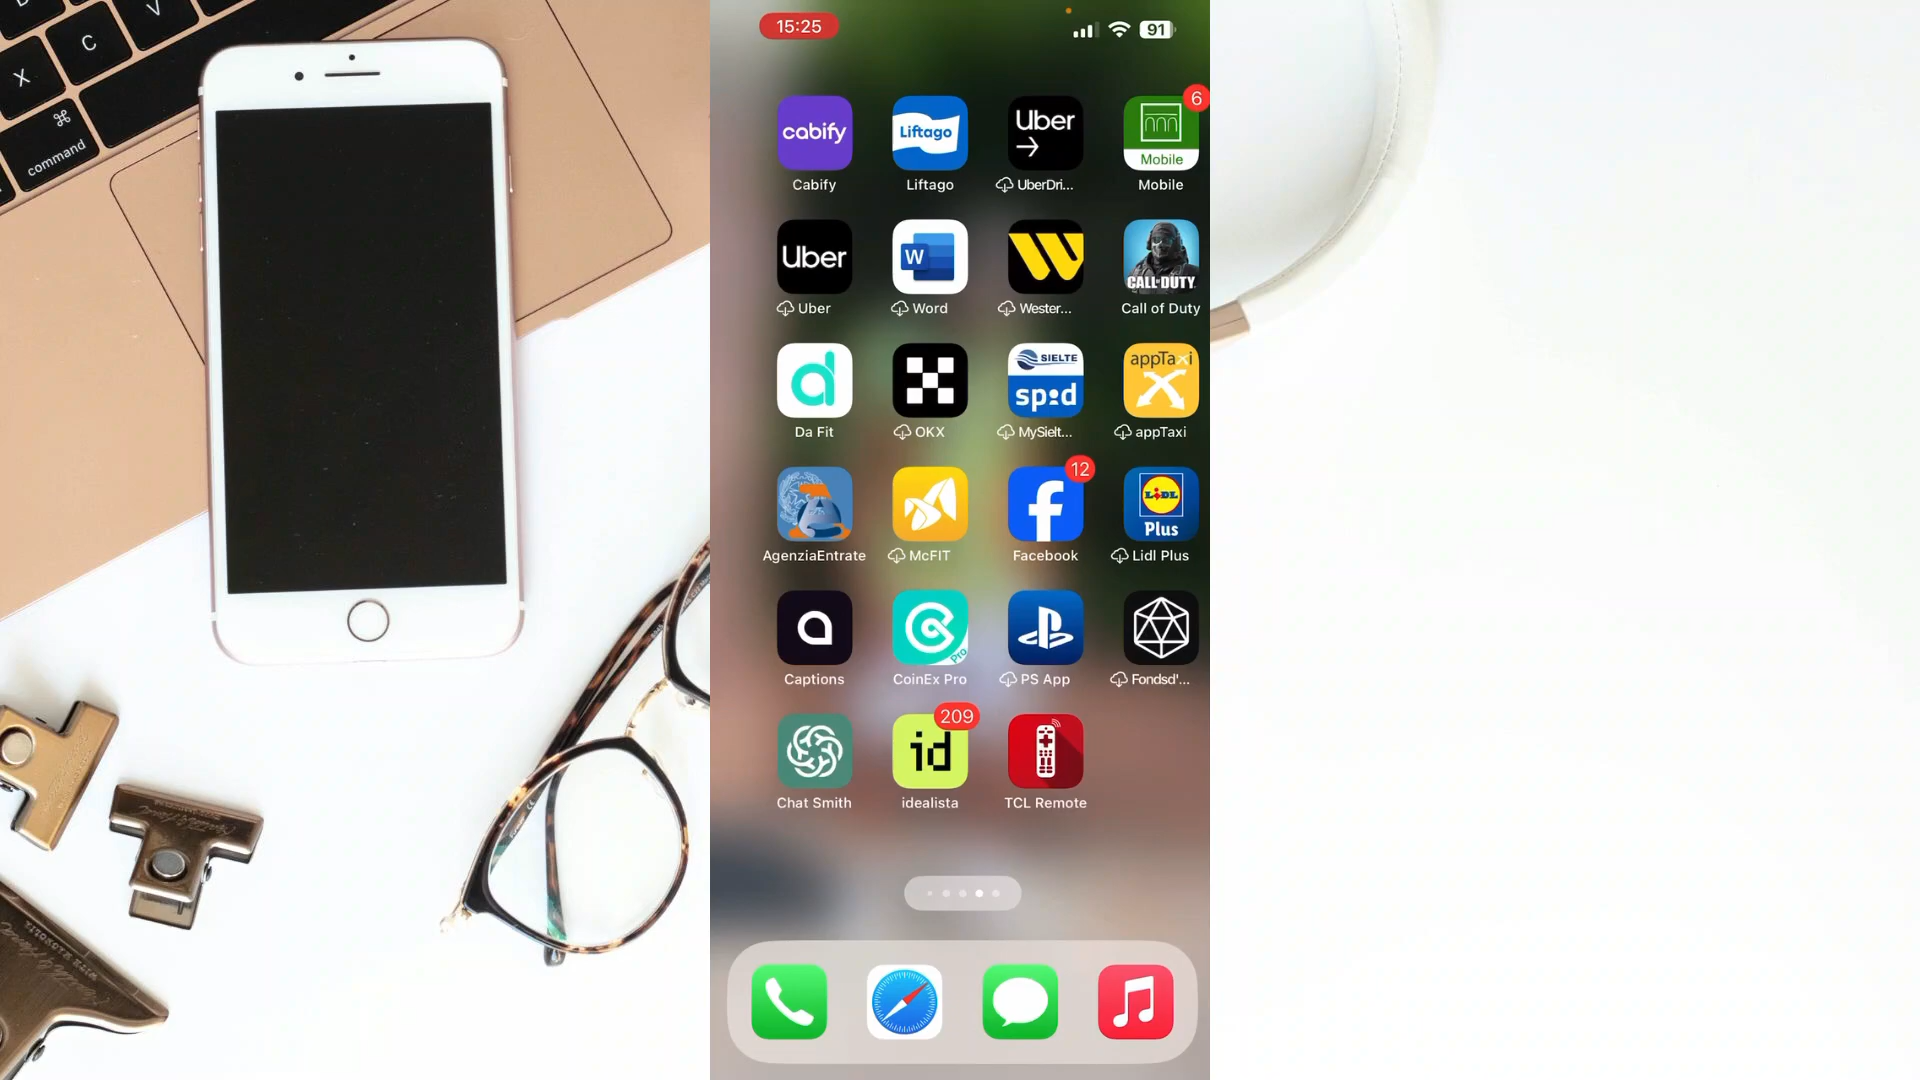 V
X
C
⌘
command
15:25
91
cabify
Liftago
Uber
Mobile
6
Cabify
Liftago
UberDri...
Mobile
Uber
W
CALL OF DUTY
Uber
Word
Wester...
Call of Duty
SIELTE
spid
appTaxi
Da Fit
OKX
MySielt...
appTaxi
12
LIDL
Plus
AgenziaEntrate
McFIT
Facebook
Lidl Plus
Pro
Captions
CoinEx Pro
PS App
Fondsd'...
209
id
Chat Smith
idealista
TCL Remote